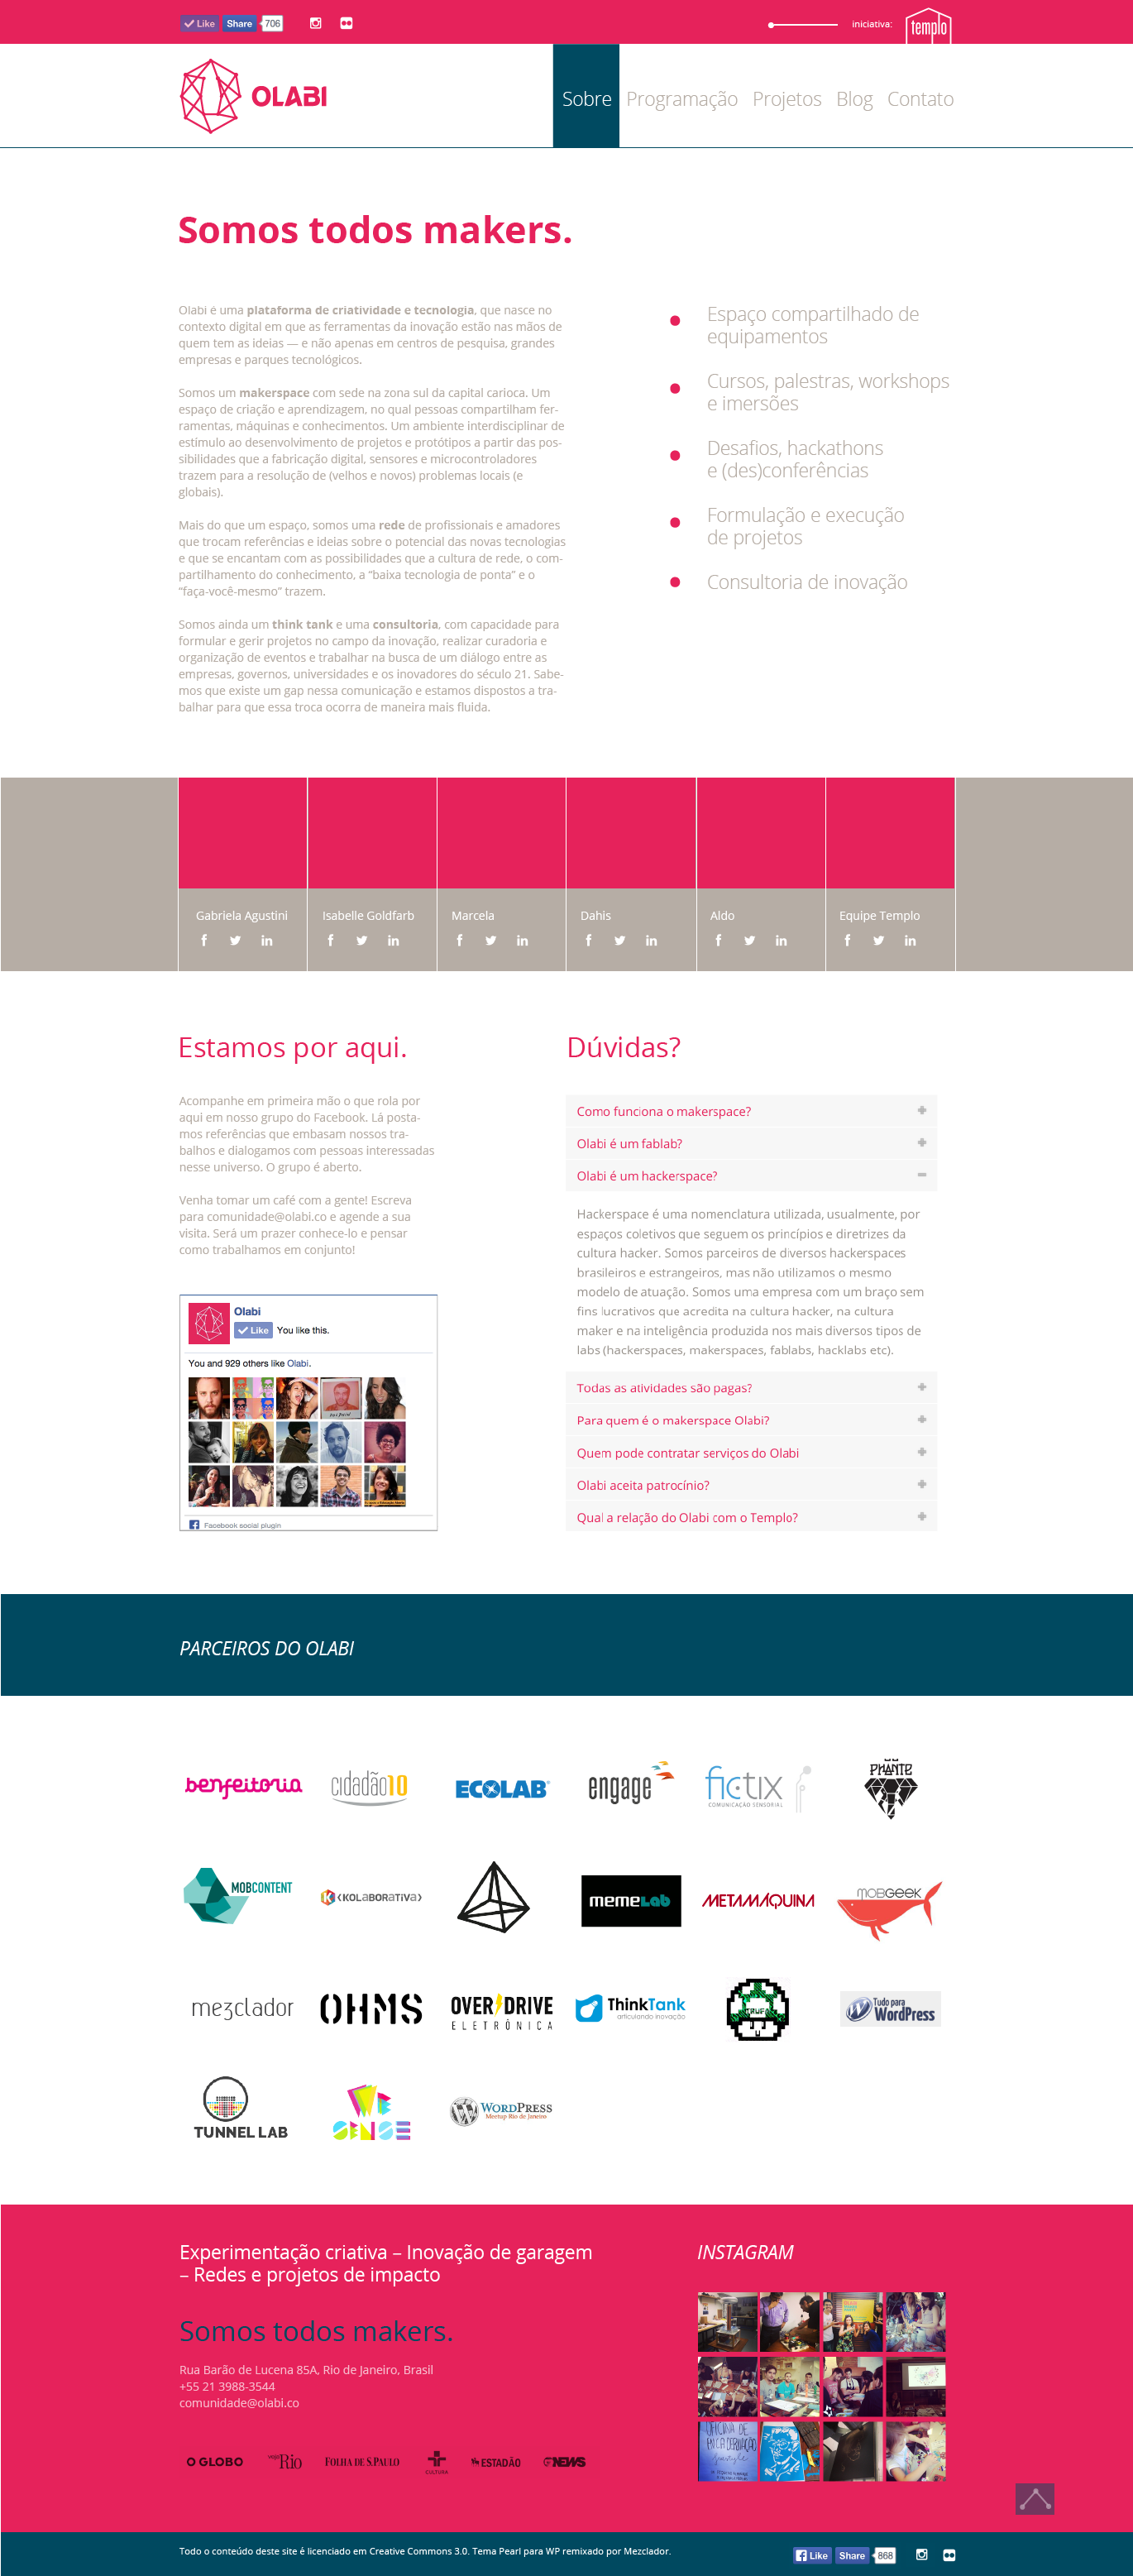 Like Share 706
iniciativa: templo
OLABI
Sobre Programação Projetos Blog Contato
Somos todos makers.
Olabi é uma plataforma de criatividade e tecnologia, que nasce no
contexto digital em que as ferramentas da inovação estão nas mãos de
quem tem as ideias — e não apenas em centros de pesquisa, grandes
empresas e parques tecnológicos.
Somos um makerspace com sede na zona sul da capital carioca. Um
espaço de criação e aprendizagem, no qual pessoas compartilham fer-
ramentas, máquinas e conhecimentos. Um ambiente interdisciplinar de
estímulo ao desenvolvimento de projetos e protótipos a partir das pos-
sibilidades que a fabricação digital, sensores e microcontroladores
trazem para a resolução de (velhos e novos) problemas locais (e
globais).
Mais do que um espaço, somos uma rede de profissionais e amadores
que trocam referências e ideias sobre o potencial das novas tecnologias
e que se encantam com as possibilidades que a cultura de rede, o com-
partilhamento do conhecimento, a “baixa tecnologia de ponta” e o
“faça-você-mesmo” trazem.
Somos ainda um think tank e uma consultoria, com capacidade para
formular e gerir projetos no campo da inovação, realizar curadoria e
organização de eventos e trabalhar na busca de um diálogo entre as
empresas, governos, universidades e os inovadores do século 21. Sabe-
mos que existe um gap nessa comunicação e estamos dispostos a tra-
balhar para que essa troca ocorra de maneira mais fluida.
Espaço compartilhado de
equipamentos
Cursos, palestras, workshops
e imersões
Desafios, hackathons
e (des)conferências
Formulação e execução
de projetos
Consultoria de inovação
Gabriela Agustini
Isabelle Goldfarb
Marcela
Dahis
Aldo
Equipe Templo
Estamos por aqui.
Acompanhe em primeira mão o que rola por
aqui em nosso grupo do Facebook. Lá posta-
mos referências que embasam nossos tra-
balhos e dialogamos com pessoas interessadas
nesse universo. O grupo é aberto.
Venha tomar um café com a gente! Escreva
para comunidade@olabi.co e agende a sua
visita. Será um prazer conhece-lo e pensar
como trabalhamos em conjunto!
Olabi
Like You like this.
You and 929 others like Olabi.
Facebook social plugin
Dúvidas?
Como funciona o makerspace?
Olabi é um fablab?
Olabi é um hackerspace?
Hackerspace é uma nomenclatura utilizada, usualmente, por
espaços coletivos que seguem os princípios e diretrizes da
cultura hacker. Somos parceiros de diversos hackerspaces
brasileiros e estrangeiros, mas não utilizamos o mesmo
modelo de atuação. Somos uma empresa com um braço sem
fins lucrativos que acredita na cultura hacker, na cultura
maker e na inteligência produzida nos mais diversos tipos de
labs (hackerspaces, makerspaces, fablabs, hacklabs etc).
Todas as atividades são pagas?
Para quem é o makerspace Olabi?
Quem pode contratar serviços do Olabi
Olabi aceita patrocínio?
Qual a relação do Olabi com o Templo?
PARCEIROS DO OLABI
benfeitoria
cidadão10
ECOLAB
engage
fictix
COMUNICAÇÃO SENSORIAL
PHANTE
MOBCONTENT
KOLABORATIVA
memeLab
METAMÁQUINA
MOBGEEK
mezclador
OHMS
OVERDRIVE
ELETRÔNICA
ThinkTank
articulando inovação
TRUFA
Tudo para
WordPress
TUNNEL LAB
WE
SENSE
WORDPRESS
Meetup Rio de Janeiro
Experimentação criativa – Inovação de garagem
– Redes e projetos de impacto
Somos todos makers.
Rua Barão de Lucena 85A, Rio de Janeiro, Brasil
+55 21 3988-3544
comunidade@olabi.co
O GLOBO
Rio
FOLHA DE S.PAULO
CULTURA
ESTADÃO
GNEWS
INSTAGRAM
OFICINA DE
ENCADERNAÇÃO
Todo o conteúdo deste site é licenciado em Creative Commons 3.0. Tema Pearl para WP remixado por Mezclador.
Like Share 868